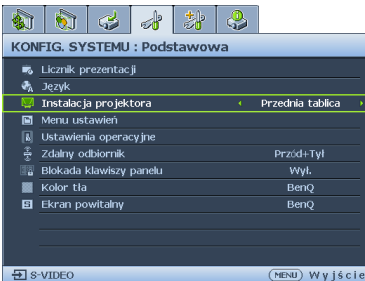 KONFIG. SYSTEMU : Podstawowa
Licznik prezentacji
Język
Instalacja projektora Przednia tablica
Menu ustawień
Ustawienia operacyjne
Zdalny odbiornik Przód+Tył
Blokada klawiszy panelu Wył.
Kolor tła BenQ
Ekran powitalny BenQ
S-VIDEO MENU Wyjście